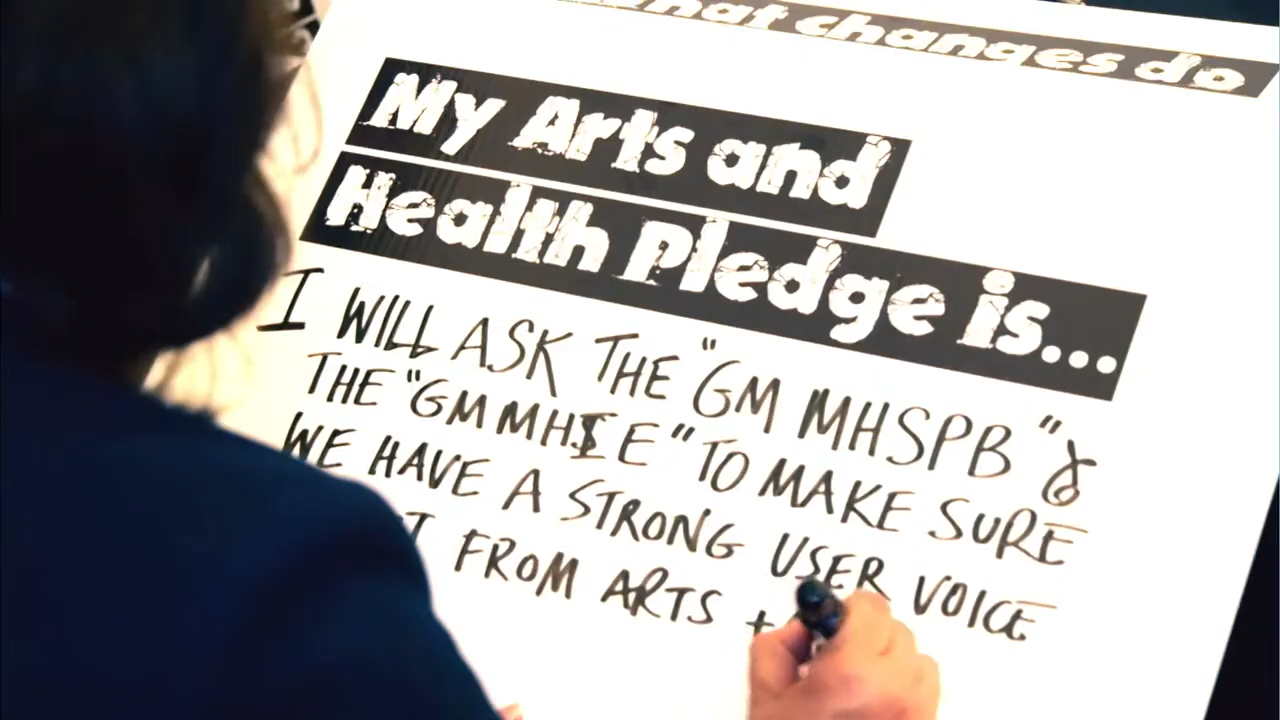 what changes do
My Arts and
Health Pledge is...
I WILL ASK THE "GM MHSPB" &
THE "GMMHIE" TO MAKE SURE
WE HAVE A STRONG USER VOICE
FROM ARTS +